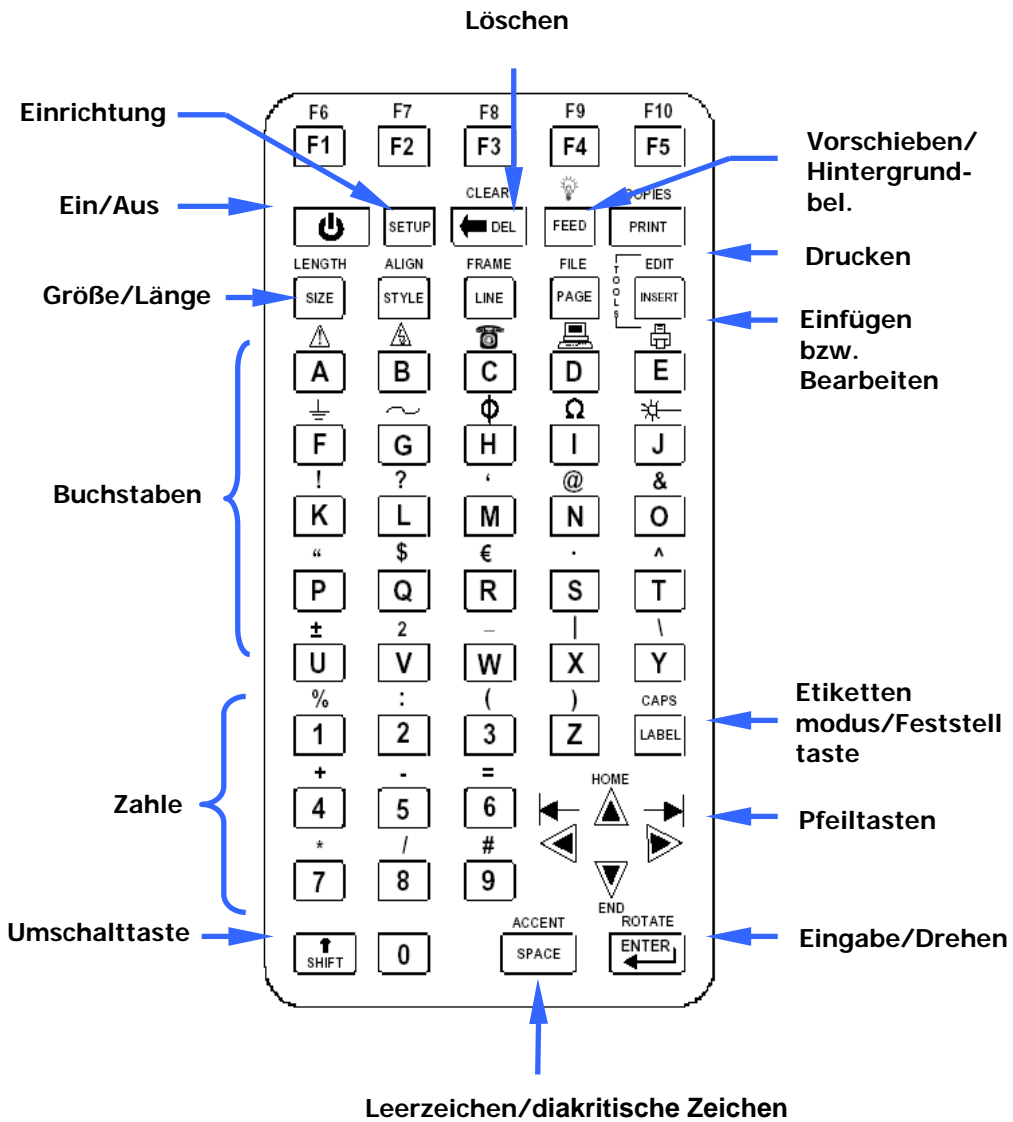 Löschen
Einrichtung
F6 F7 F8 F9 F10
F1 F2 F3 F4 F5
Vorschieben/
Hintergrund-
bel.
Ein/Aus
CLEAR COPIES
SETUP DEL FEED PRINT
Drucken
LENGTH ALIGN FRAME FILE EDIT
TOOLS
Größe/Länge
SIZE STYLE LINE PAGE INSERT
Einfügen
bzw.
Bearbeiten
A B C D E
Φ Ω
F G H I J
Buchstaben
! ? ‘ @ &
K L M N O
“ $ € . ^
P Q R S T
± 2 – | \
U V W X Y
% : ( ) CAPS
1 2 3 Z LABEL
Etiketten
modus/Feststell
taste
+ - = HOME
Zahle
4 5 6
Pfeiltasten
* / #
7 8 9
END
Umschalttaste
ACCENT ROTATE
SHIFT 0 SPACE ENTER
Eingabe/Drehen
Leerzeichen/diakritische Zeichen